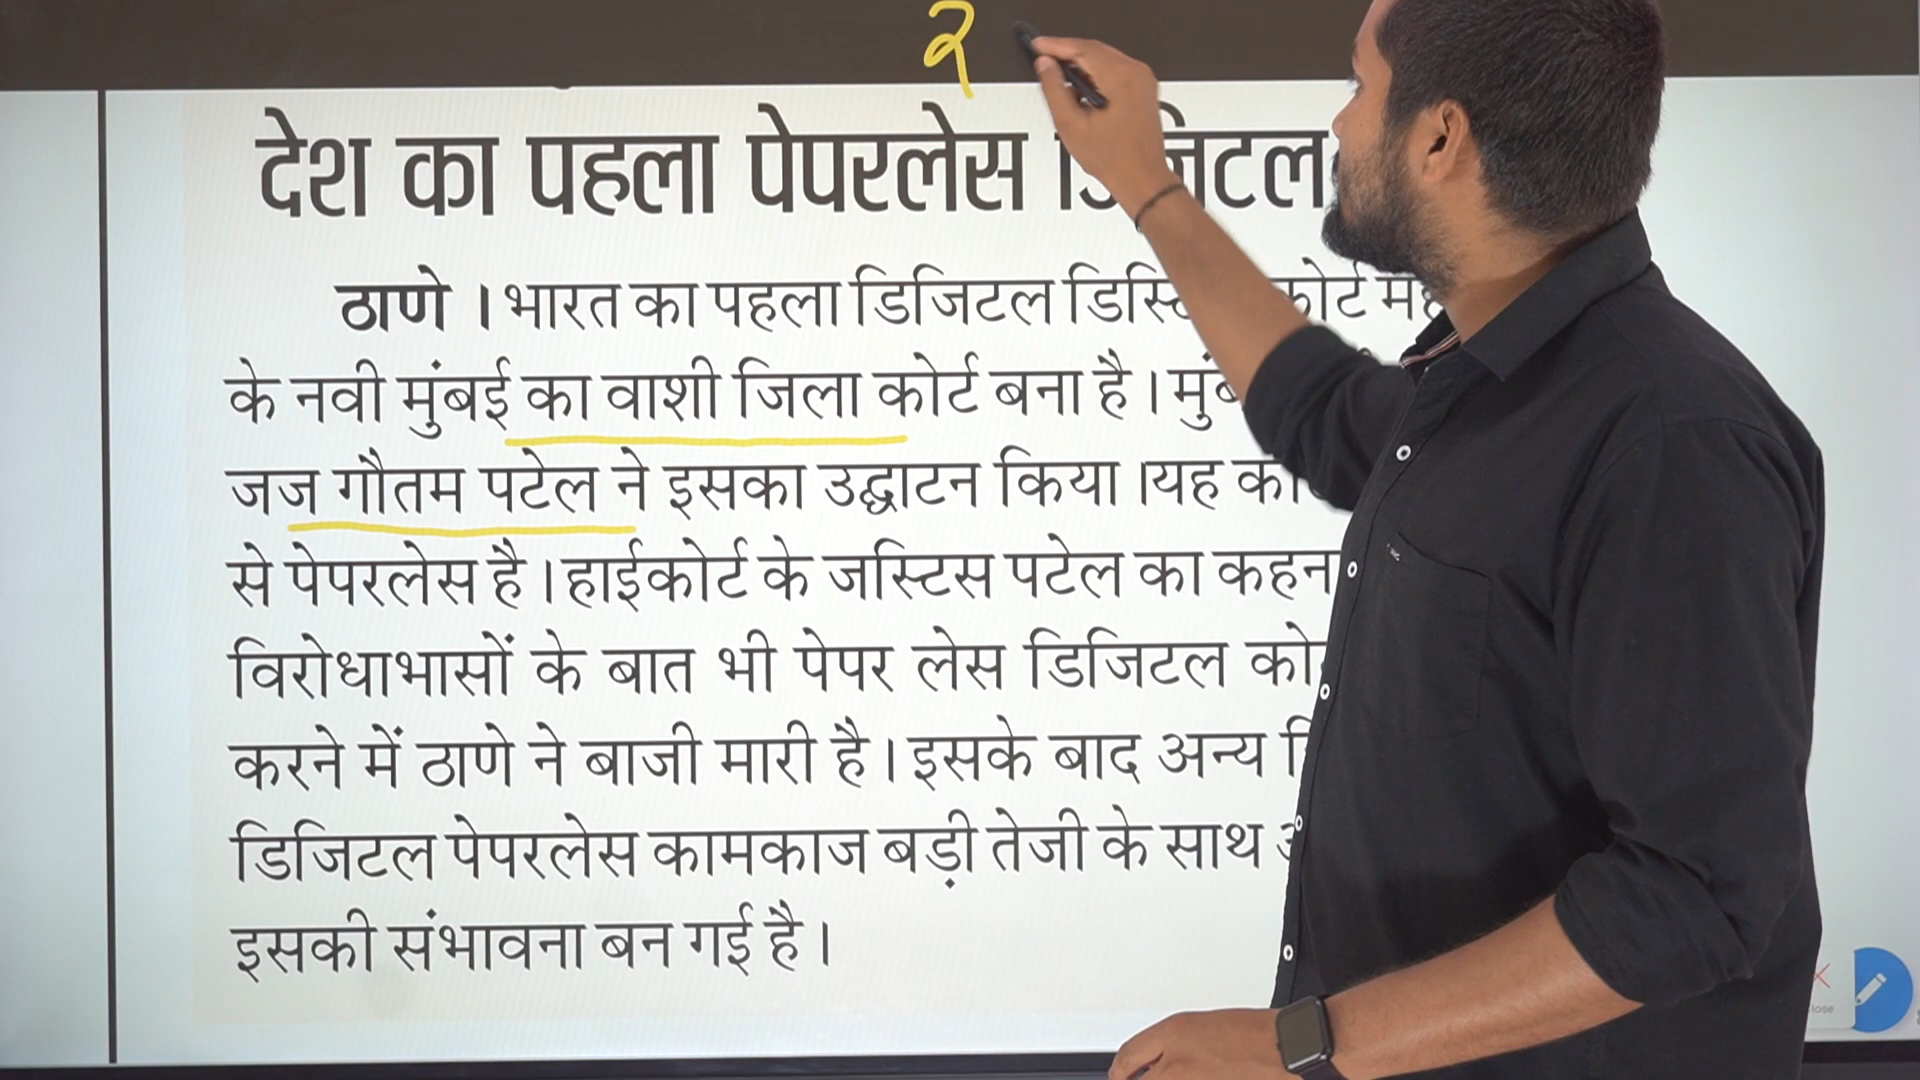 २
देश का पहला पेपरलेस डिजिटल
ठाणे । भारत का पहला डिजिटल कोर्ट
के नवी मुंबई का वाशी जिला कोर्ट बना है ।
जज गौतम पटेल ने इसका उद्घाटन किया ।यह
से पेपरलेस है । हाईकोर्ट के जस्टिस पटेल का
विरोधाभासों के बात भी पेपर लेस डिजिटल
करने में ठाणे ने बाजी मारी है । इसके बाद अन्य
डिजिटल पेपरलेस कामकाज बड़ी तेजी के साथ
इसकी संभावना बन गई है ।